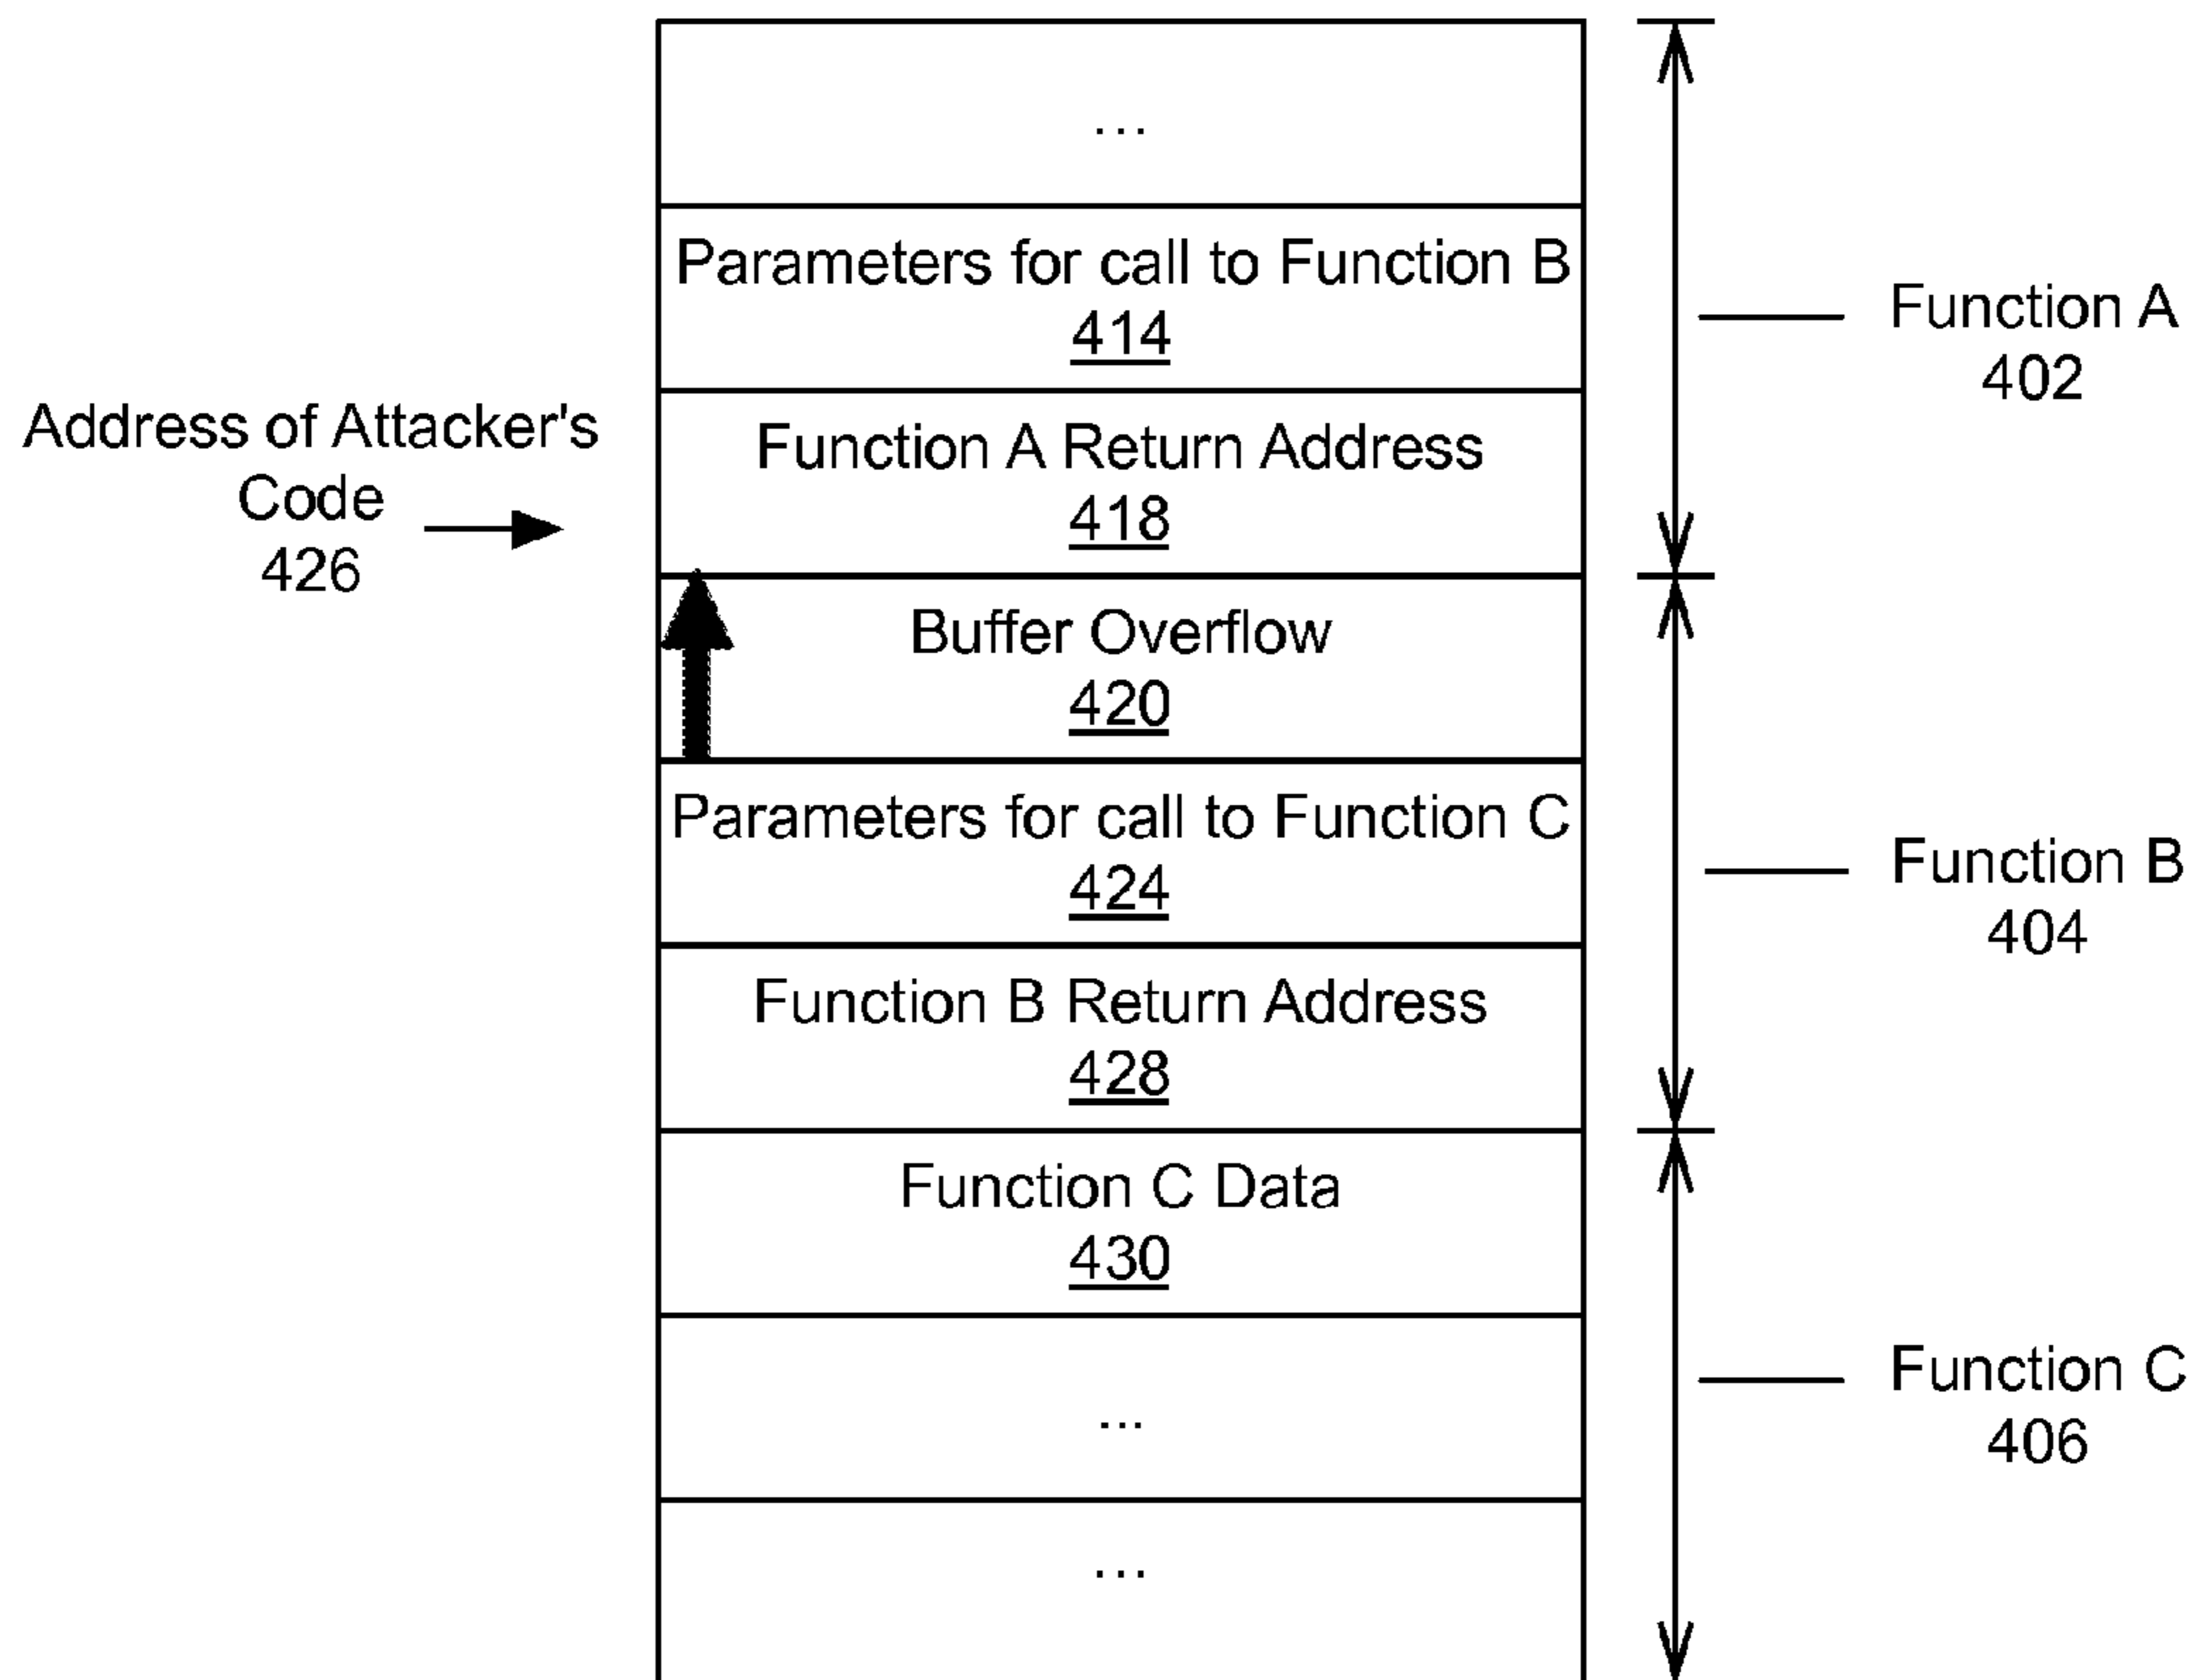 ...
Parameters for call to Function B
414
Function A
402
Address of Attacker's
Code
426
Function A Return Address
418
Buffer Overflow
420
Parameters for call to Function C
424
Function B
404
Function B Return Address
428
Function C Data
430
...
Function C
406
...